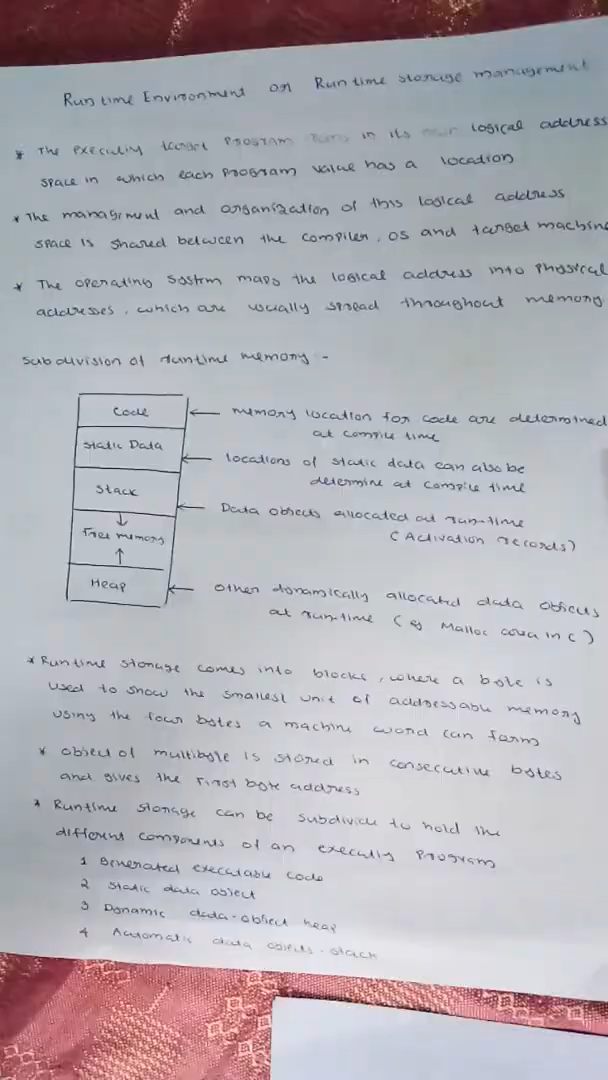 Runtime Environment or Runtime storage management
* The executing target Program runs in its own logical address
space in which each Program value has a location
* The management and organization of this logical address
space is shared between the compiler, OS and target machine
* The operating System maps the logical address into Physical
addresses, which are usually spread throughout memory
Subdivision of runtime memory -
Code
memory location for code are determined
at compile time
Static Data
locations of static data can also be
determine at compile time
Stack
Data objects allocated at run-time
(Activation records)
Free memory
Heap
other dynamically allocated data objects
at run-time ( eg Malloc in C )
* Runtime storage comes into blocks, where a byte is
used to show the smallest unit of addressable memory
using the four bytes a machine word can form
* object of multibyte is stored in consecutive bytes
and gives the first byte address
* Runtime storage can be subdivide to hold the
different components of an Program
1 Generated executable code
2 Static data object
3 Dynamic data-object heap
4 Automatic data objects-stack